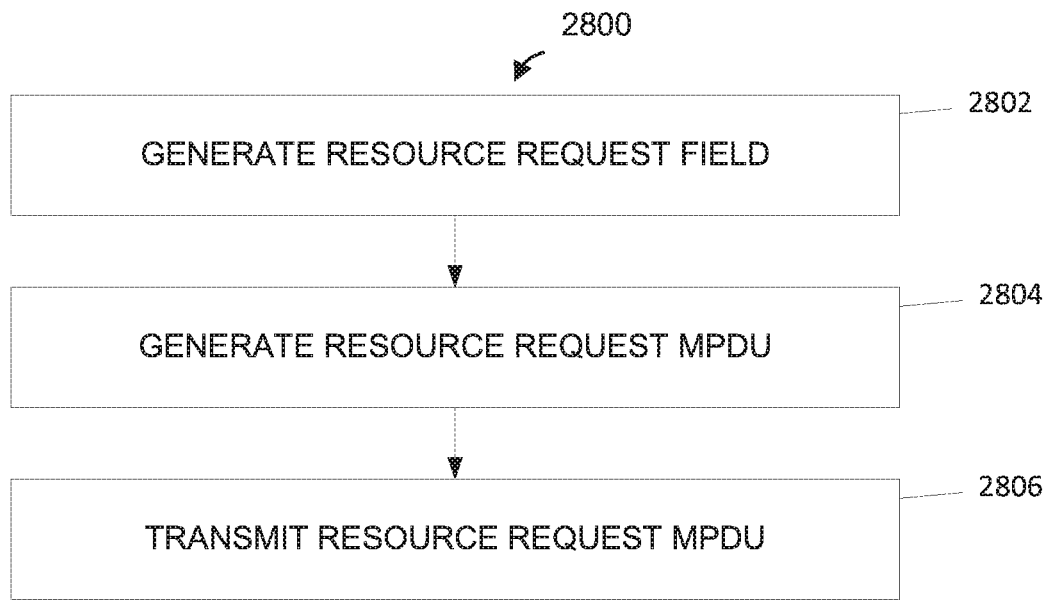 2800
2802
GENERATE RESOURCE REQUEST FIELD
2804
GENERATE RESOURCE REQUEST MPDU
2806
TRANSMIT RESOURCE REQUEST MPDU